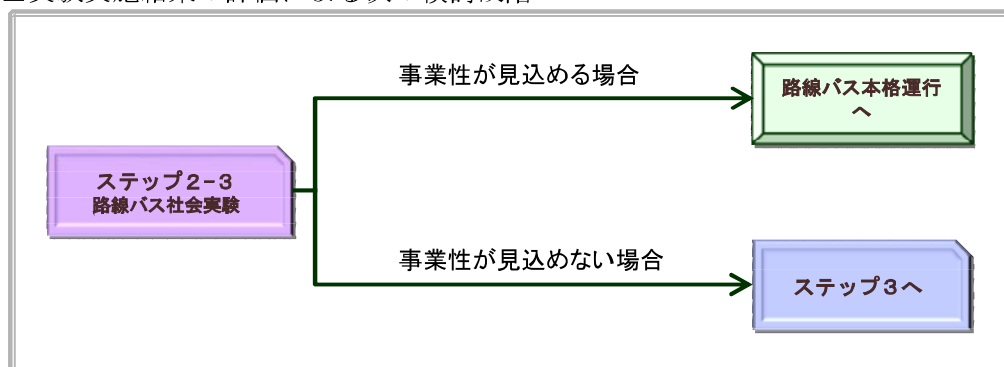 事業性が見込める場合
路線バス本格運行
へ
ステップ2-3
路線バス社会実験
事業性が見込めない場合
ステップ3へ